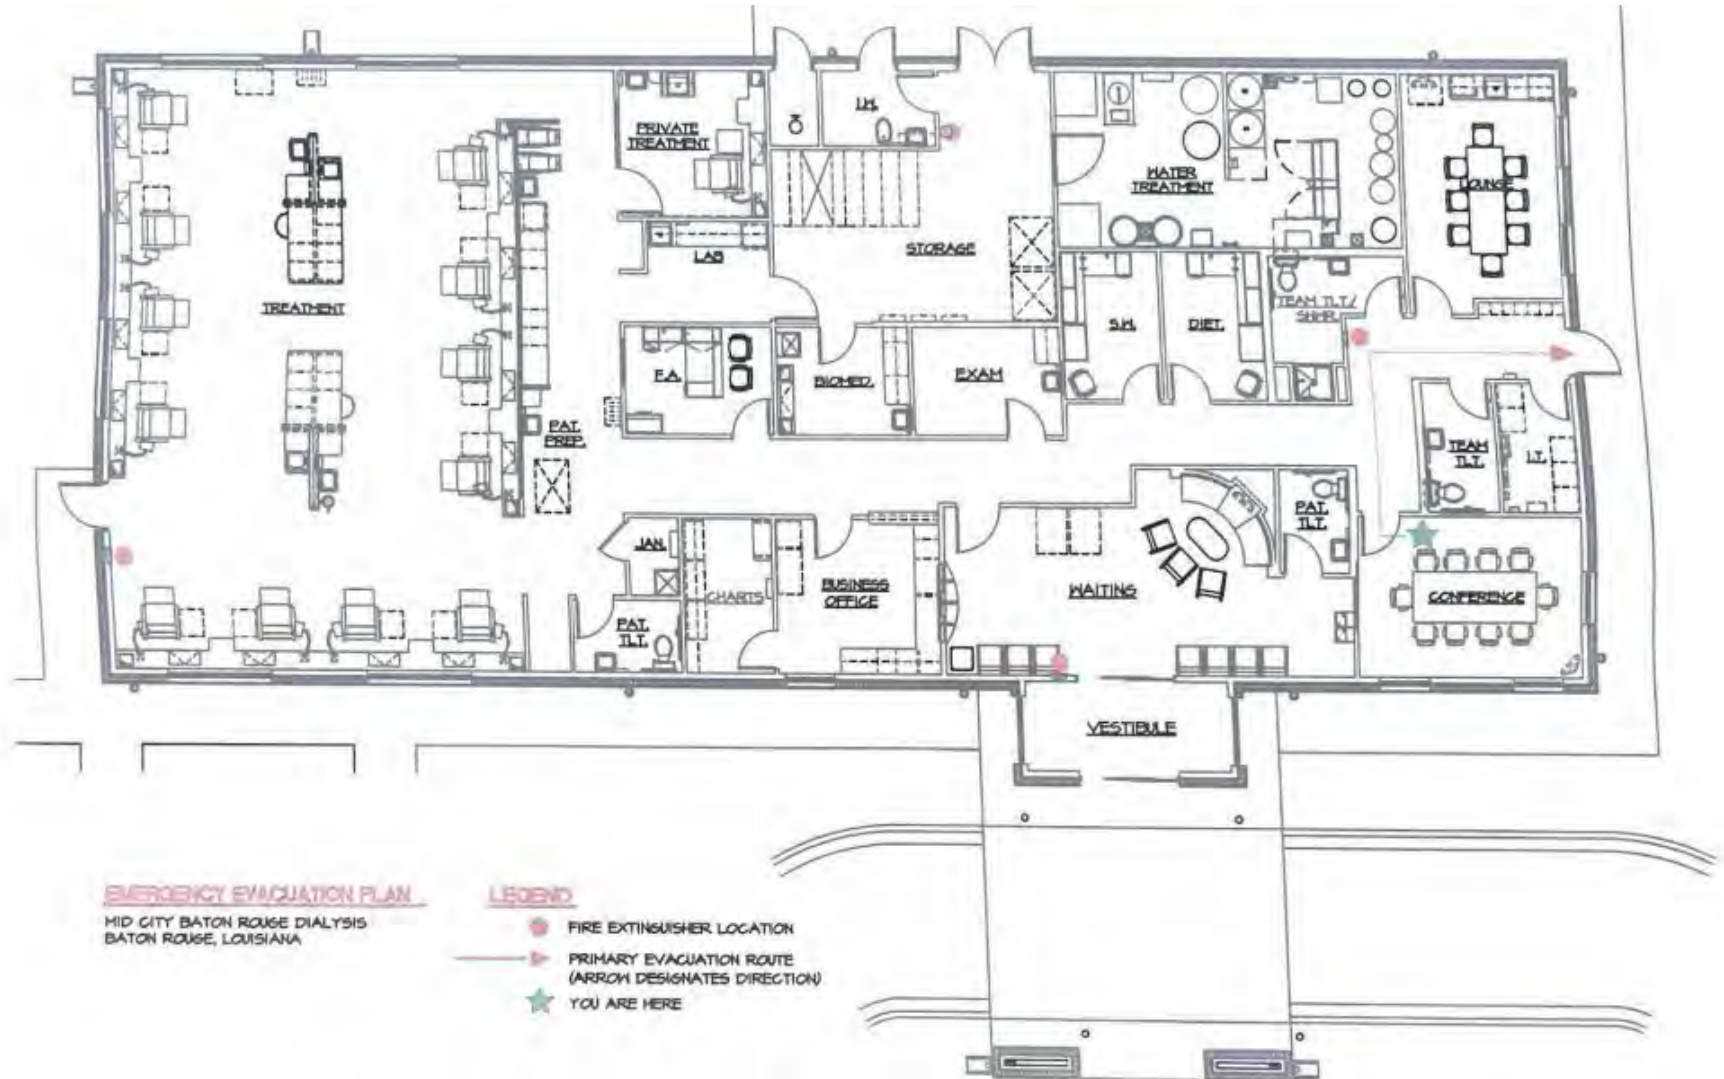 I.H.
PRIVATE
TREATMENT
WATER
TREATMENT
LOUNGE
STORAGE
LAB
TREATMENT
TEAM TLT/
SHWR.
S.W.
DIET.
F.A.
BIOMED.
EXAM
PAT.
PREP.
TEAM
TLT.
I.T.
PAT.
TLT.
JAN.
CHARTS
BUSINESS
OFFICE
WAITING
CONFERENCE
PAT.
TLT.
VESTIBULE
EMERGENCY EVACUATION PLAN
MID CITY BATON ROUGE DIALYSIS
BATON ROUGE, LOUISIANA
LEGEND
FIRE EXTINGUISHER LOCATION
PRIMARY EVACUATION ROUTE
(ARROW DESIGNATES DIRECTION)
YOU ARE HERE